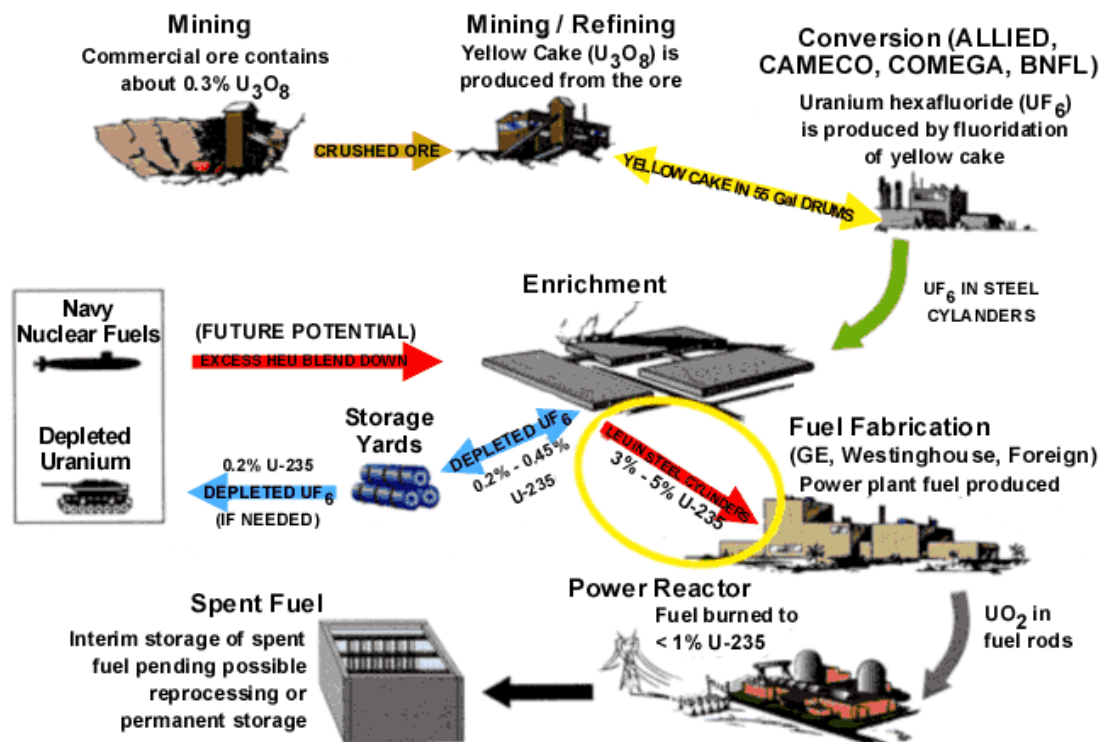 Mining
Commercial ore contains
about 0.3% U3O8
Mining / Refining
Yellow Cake (U3O8) is
produced from the ore
Conversion (ALLIED,
CAMECO, COMEGA, BNFL)
Uranium hexafluoride (UF6)
is produced by fluoridation
of yellow cake
CRUSHED ORE
YELLOW CAKE IN 55 Gal DRUMS
UF6 IN STEEL
CYLANDERS
Enrichment
Navy
Nuclear Fuels
(FUTURE POTENTIAL)
EXCESS HEU BLEND DOWN
Depleted
Uranium
0.2% U-235
DEPLETED UF6
(IF NEEDED)
Storage
Yards
DEPLETED UF6
0.2% - 0.45%
U-235
LEU IN STEEL CYLINDERS
3% - 5% U-235
Fuel Fabrication
(GE, Westinghouse, Foreign)
Power plant fuel produced
UO2 in
fuel rods
Power Reactor
Fuel burned to
< 1% U-235
Spent Fuel
Interim storage of spent
fuel pending possible
reprocessing or
permanent storage